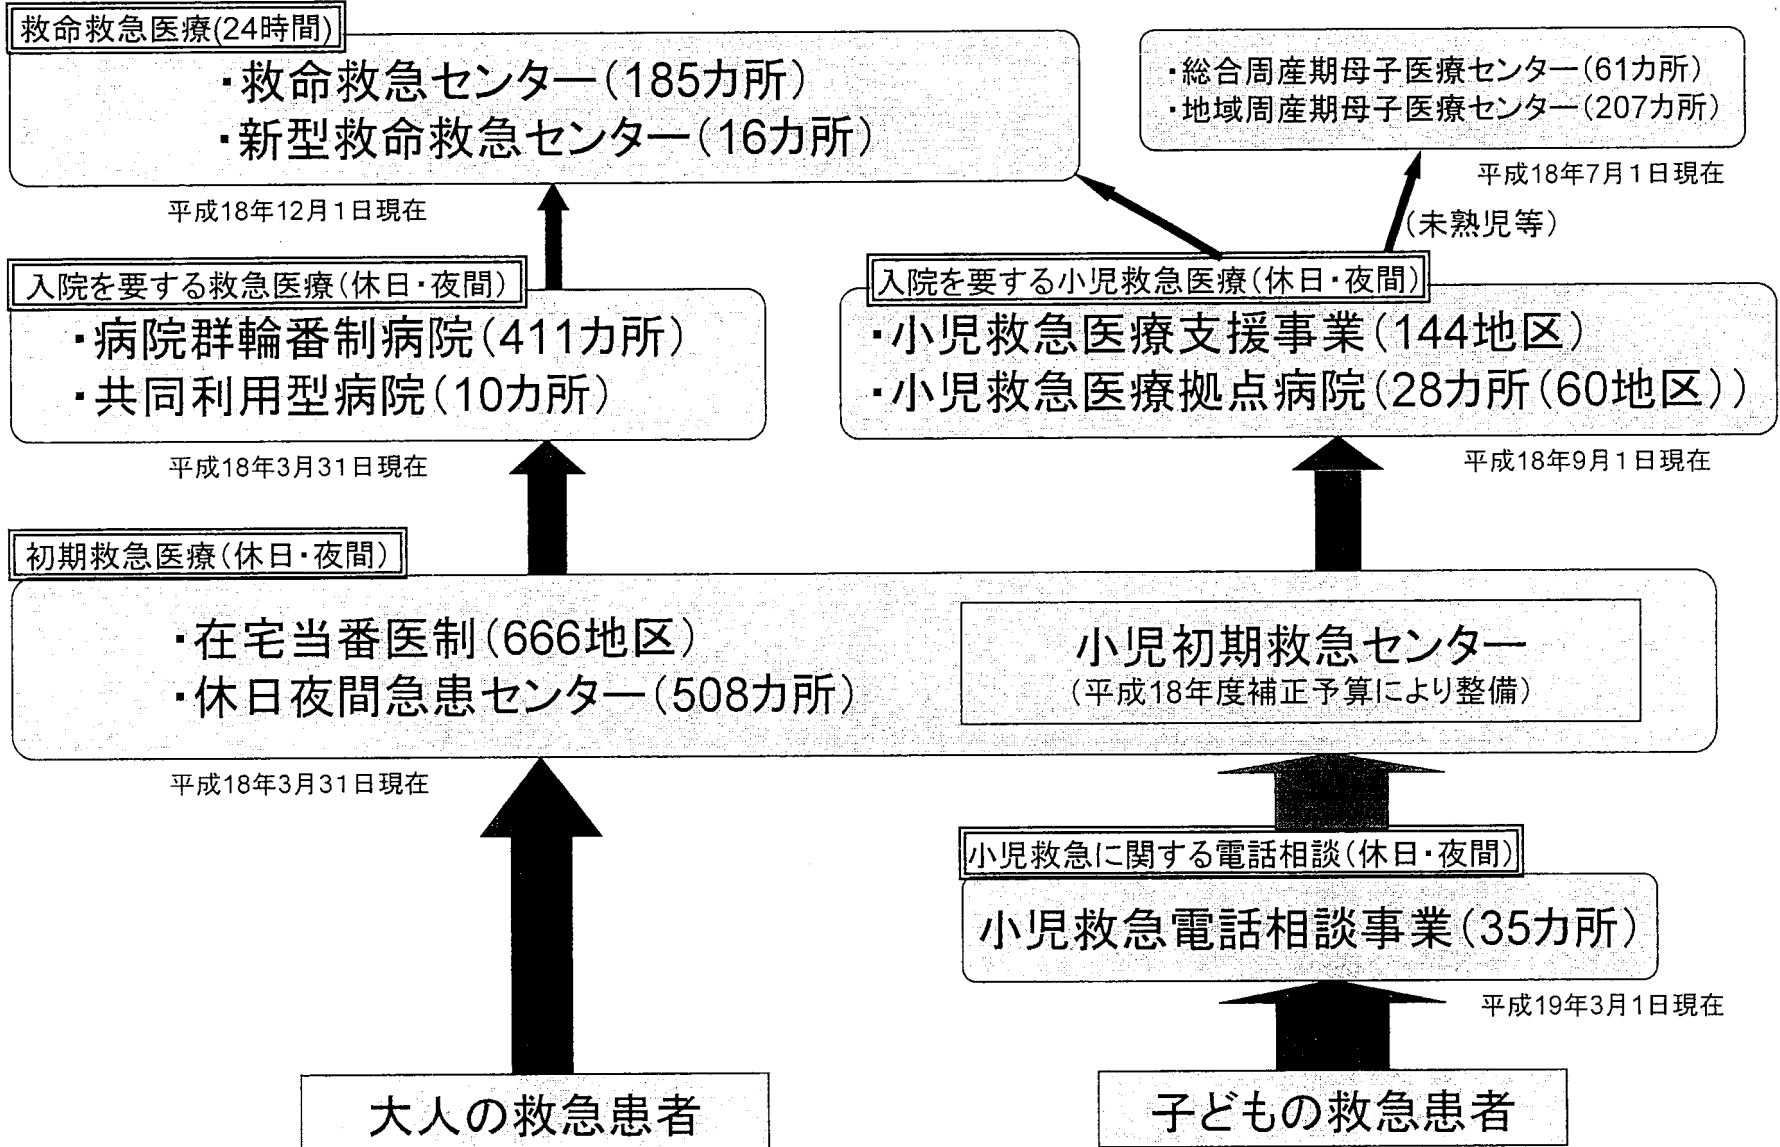 救命救急医療(24時間)
・救命救急センター(185カ所)
・新型救命救急センター(16カ所)
平成18年12月1日現在
・総合周産期母子医療センター(61カ所)
・地域周産期母子医療センター(207カ所)
平成18年7月1日現在
(未熟児等)
入院を要する救急医療(休日・夜間)
・病院群輪番制病院(411カ所)
・共同利用型病院(10カ所)
平成18年3月31日現在
入院を要する小児救急医療(休日・夜間)
・小児救急医療支援事業(144地区)
・小児救急医療拠点病院(28カ所(60地区))
平成18年9月1日現在
初期救急医療(休日・夜間)
・在宅当番医制(666地区)
・休日夜間急患センター(508カ所)
平成18年3月31日現在
小児初期救急センター
(平成18年度補正予算により整備)
小児救急に関する電話相談(休日・夜間)
小児救急電話相談事業(35カ所)
平成19年3月1日現在
大人の救急患者
子どもの救急患者